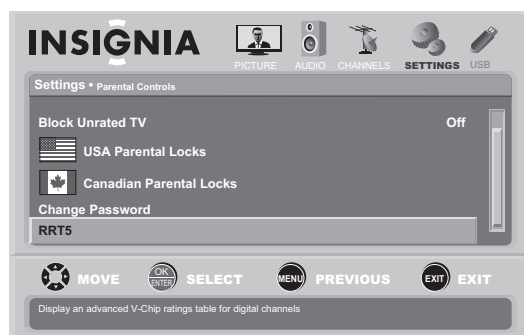 INSIGNIA
PICTURE AUDIO CHANNELS SETTINGS USB
Settings • Parental Controls
Block Unrated TV Off
USA Parental Locks
Canadian Parental Locks
Change Password
RRT5
MOVE OK ENTER SELECT MENU PREVIOUS EXIT EXIT
Display an advanced V-Chip ratings table for digital channels